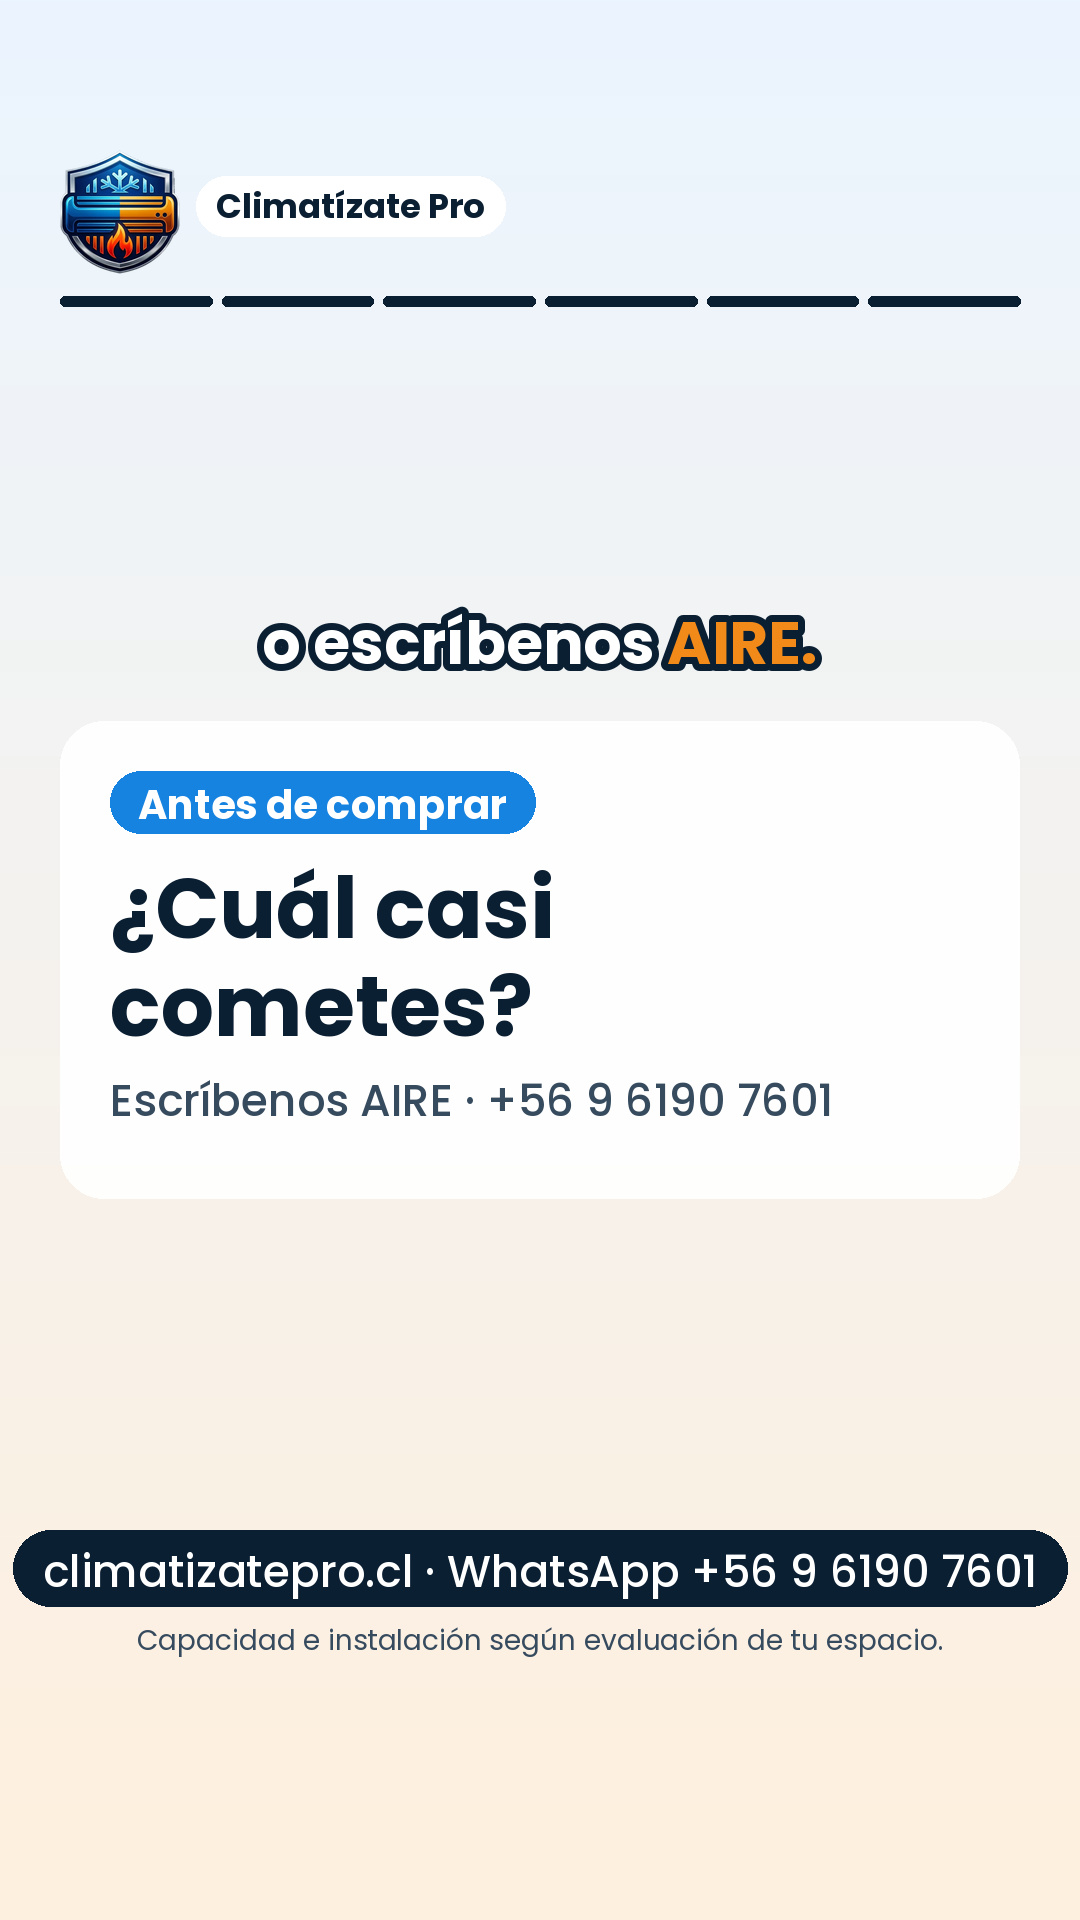 Climatízate Pro
o escríbenos AIRE.
Antes de comprar
¿Cuál casi
cometes?
Escríbenos AIRE · +56 9 6190 7601
climatizatepro.cl · WhatsApp +56 9 6190 7601
Capacidad e instalación según evaluación de tu espacio.